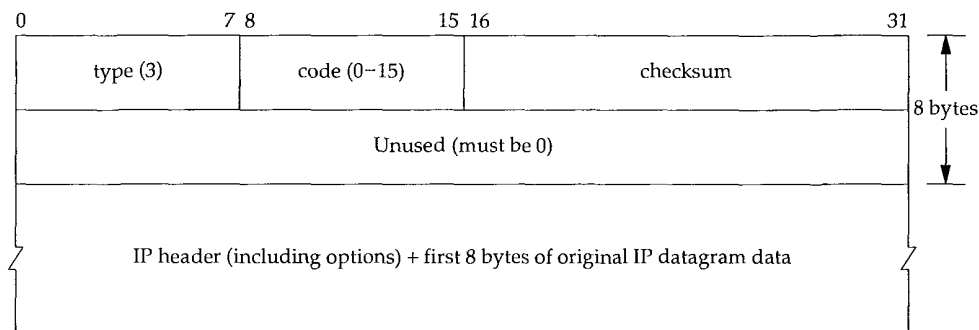 0 7 8 15 16 31
type (3) code (0–15) checksum
8 bytes
Unused (must be 0)
IP header (including options) + first 8 bytes of original IP datagram data